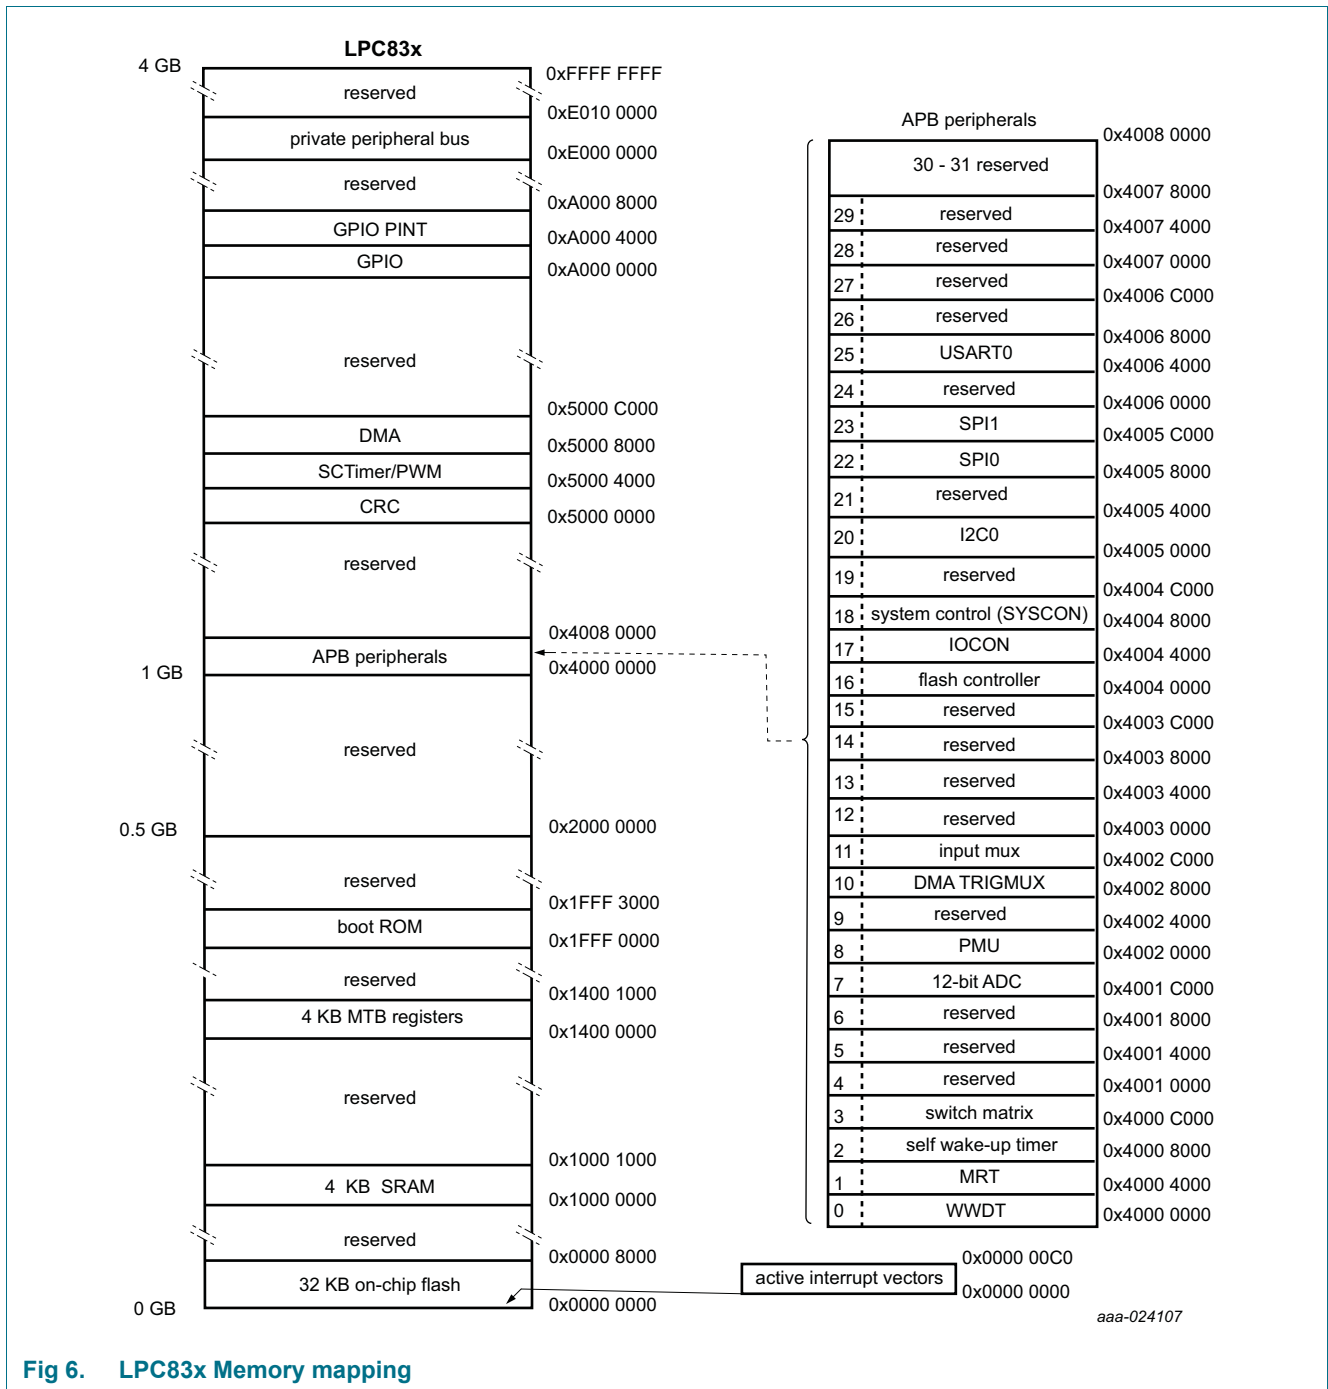 LPC83x
4 GB
reserved
0xFFFF FFFF
0xE010 0000
private peripheral bus
0xE000 0000
reserved
0xA000 8000
GPIO PINT
0xA000 4000
GPIO
0xA000 0000
reserved
0x5000 C000
DMA
0x5000 8000
SCTimer/PWM
0x5000 4000
CRC
0x5000 0000
reserved
0x4008 0000
APB peripherals
1 GB
0x4000 0000
reserved
0.5 GB
0x2000 0000
reserved
0x1FFF 3000
boot ROM
0x1FFF 0000
reserved
0x1400 1000
4 KB MTB registers
0x1400 0000
reserved
0x1000 1000
4 KB SRAM
0x1000 0000
reserved
0x0000 8000
32 KB on-chip flash
0 GB
0x0000 0000
APB peripherals
0x4008 0000
30 - 31 reserved
0x4007 8000
29 reserved
0x4007 4000
28 reserved
0x4007 0000
27 reserved
0x4006 C000
26 reserved
0x4006 8000
25 USART0
0x4006 4000
24 reserved
0x4006 0000
23 SPI1
0x4005 C000
22 SPI0
0x4005 8000
21 reserved
0x4005 4000
20 I2C0
0x4005 0000
19 reserved
0x4004 C000
18 system control (SYSCON)
0x4004 8000
17 IOCON
0x4004 4000
16 flash controller
0x4004 0000
15 reserved
0x4003 C000
14 reserved
0x4003 8000
13 reserved
0x4003 4000
12 reserved
0x4003 0000
11 input mux
0x4002 C000
10 DMA TRIGMUX
0x4002 8000
9 reserved
0x4002 4000
8 PMU
0x4002 0000
7 12-bit ADC
0x4001 C000
6 reserved
0x4001 8000
5 reserved
0x4001 4000
4 reserved
0x4001 0000
3 switch matrix
0x4000 C000
2 self wake-up timer
0x4000 8000
1 MRT
0x4000 4000
0 WWDT
0x4000 0000
0x0000 00C0
active interrupt vectors
0x0000 0000
aaa-024107
Fig 6. LPC83x Memory mapping